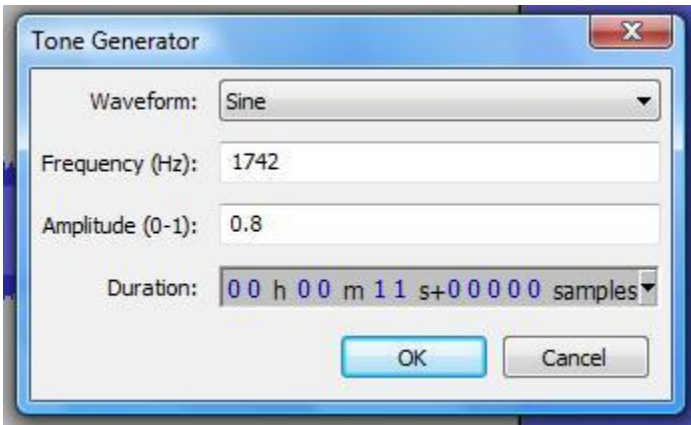 Tone Generator
Waveform: Sine
Frequency (Hz): 1742
Amplitude (0-1): 0.8
Duration: 00 h 00 m 11 s+00000 samples
OK Cancel